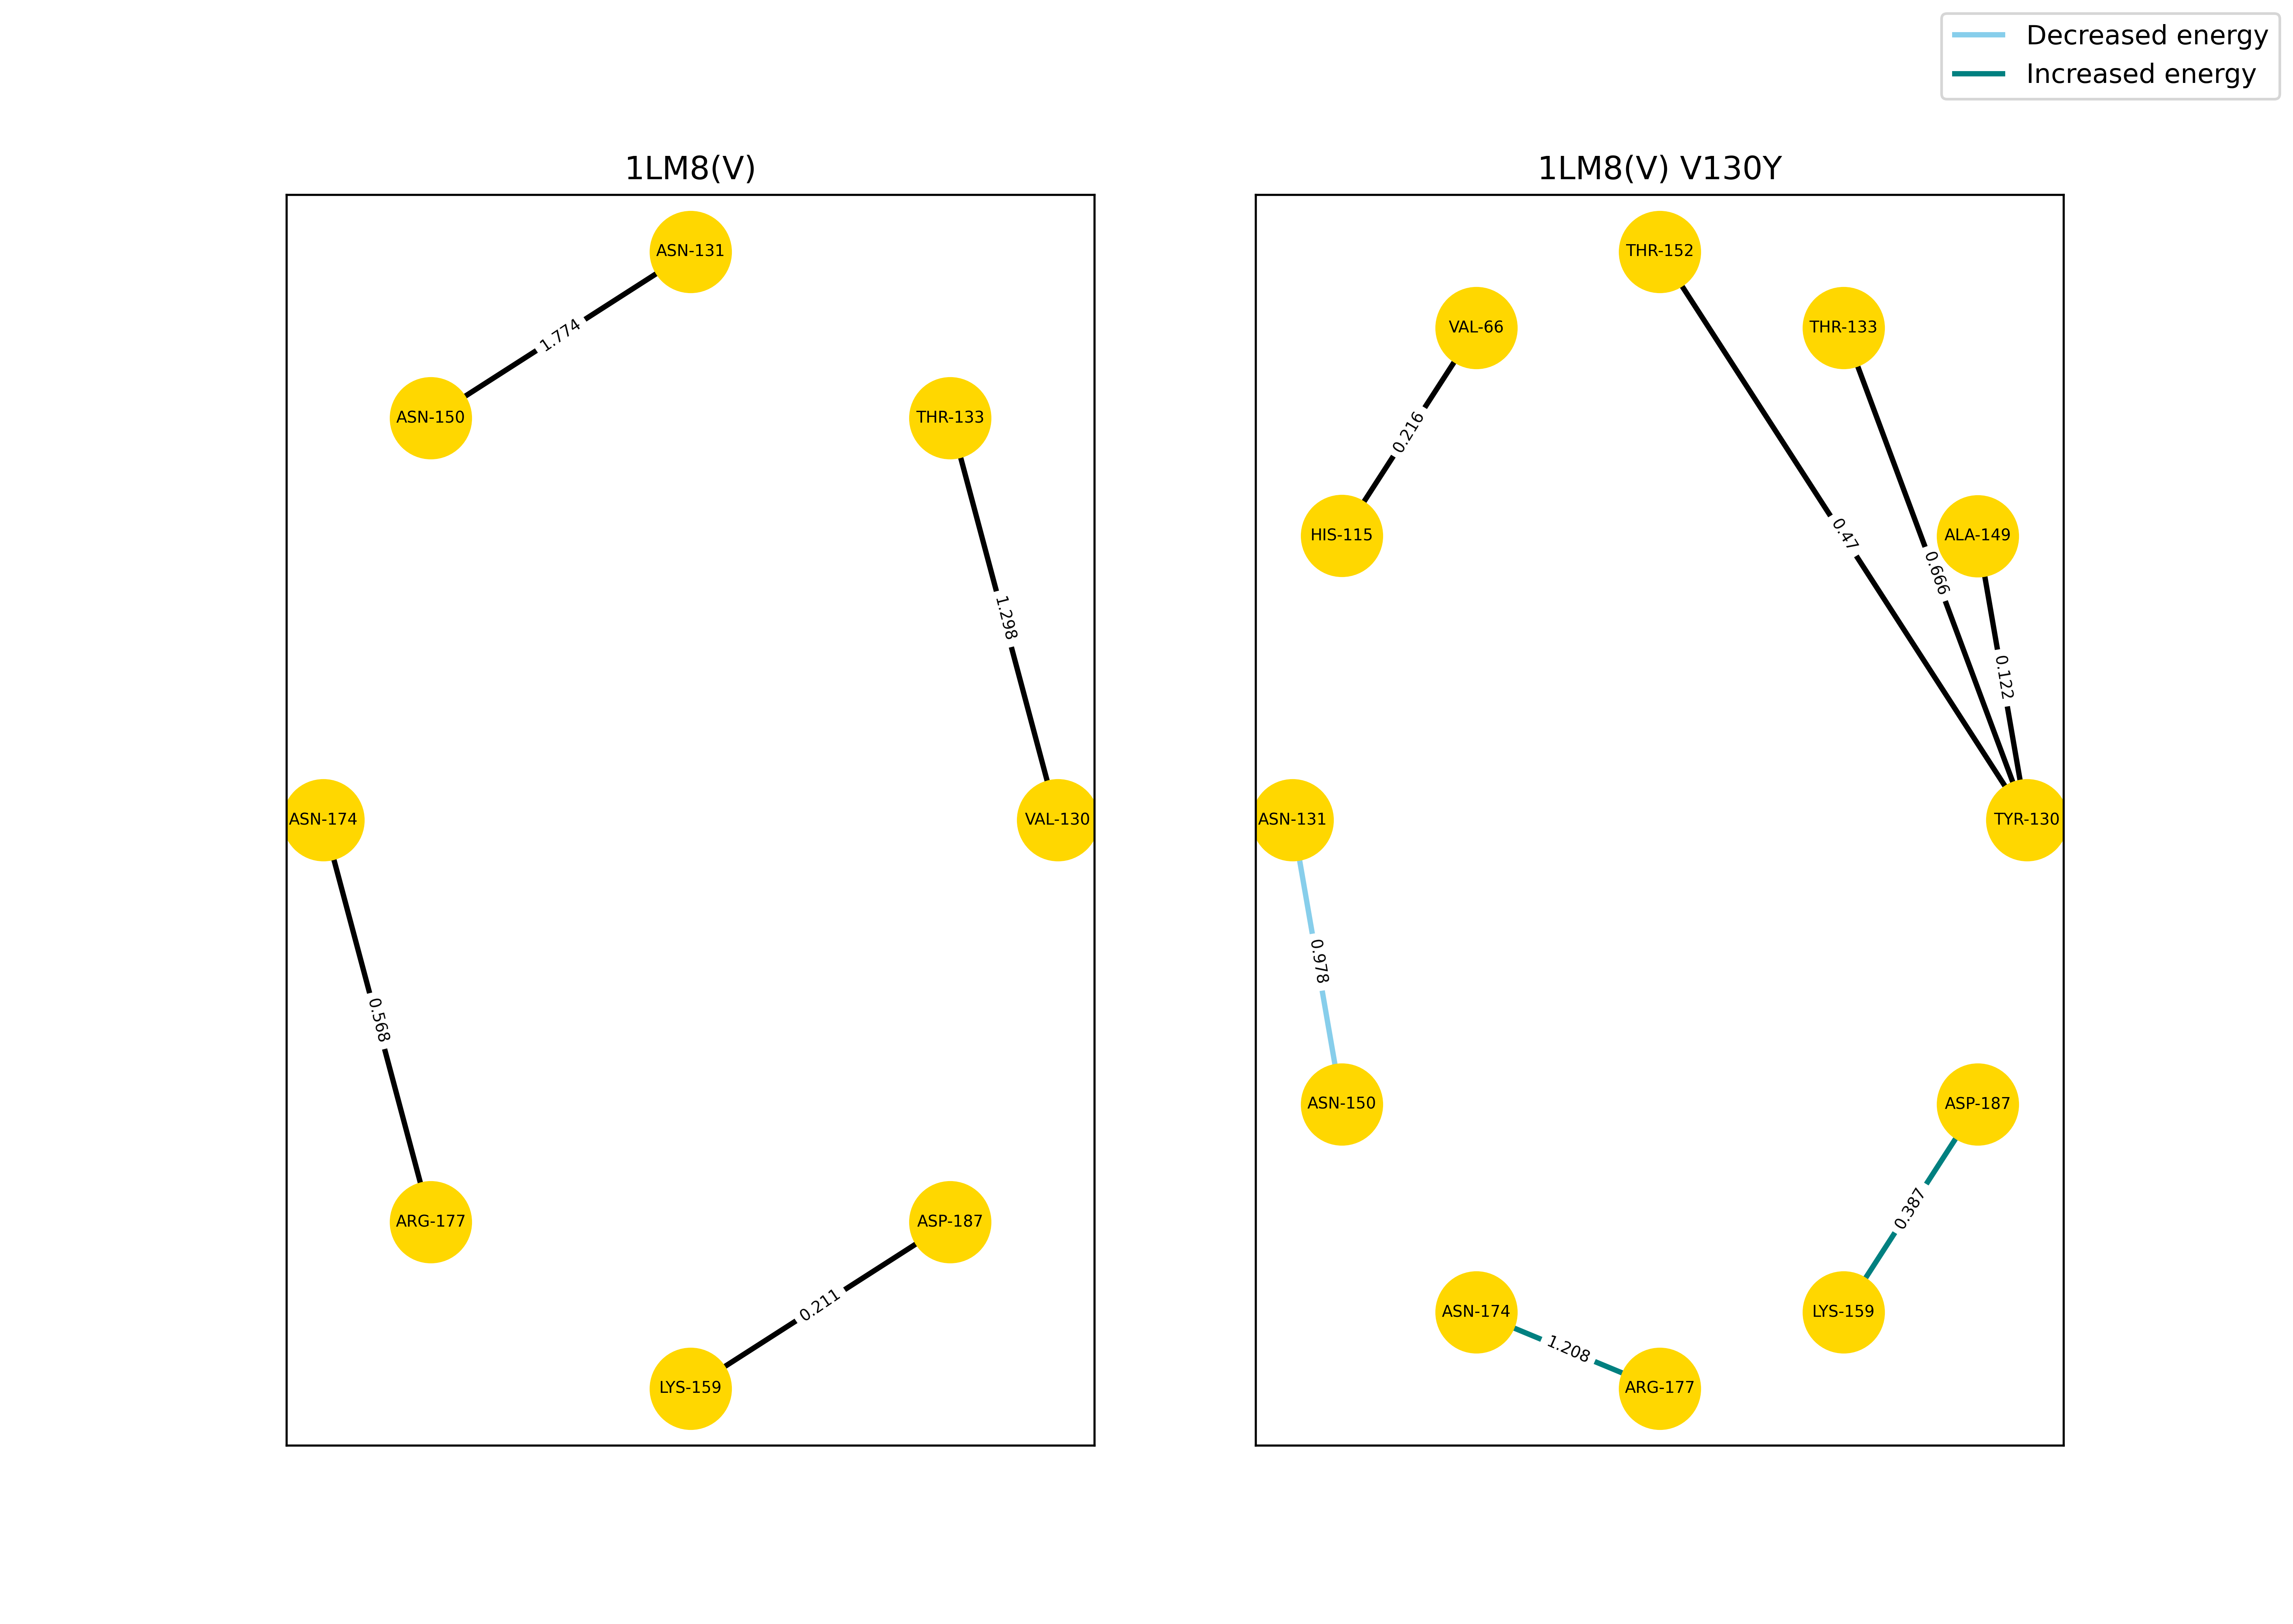 Decreased energy
Increased energy
1LM8(V)
ASN-131
1.774
ASN-150
THR-133
1.298
ASN-174
VAL-130
0.568
ARG-177
ASP-187
0.211
LYS-159
1LM8(V) V130Y
THR-152
VAL-66
THR-133
0.216
HIS-115
0.47
ALA-149
0.666
0.122
ASN-131
TYR-130
0.978
ASN-150
ASP-187
0.387
ASN-174
LYS-159
1.208
ARG-177